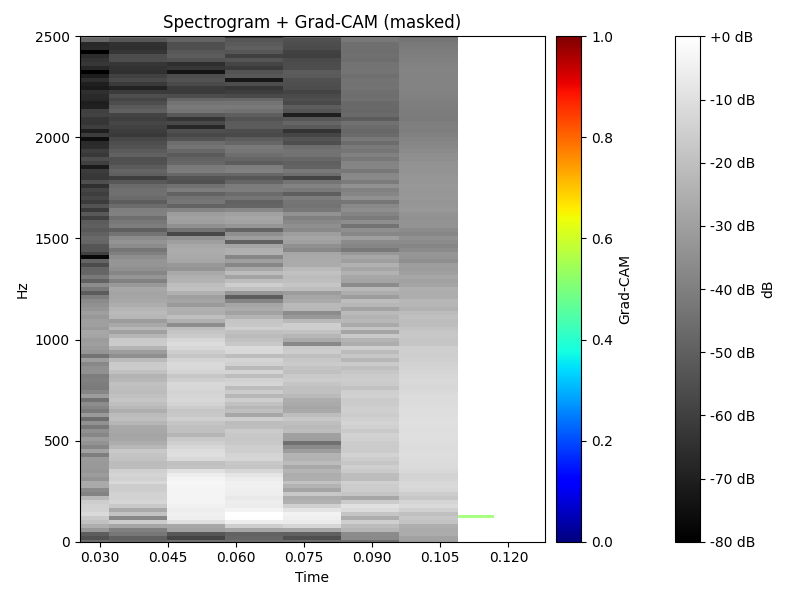 Spectrogram + Grad-CAM (masked)
2500
2000
1500
1000
500
0
Hz
0.030
0.045
0.060
0.075
0.090
0.105
0.120
Time
1.0
0.8
0.6
0.4
0.2
0.0
Grad-CAM
+0 dB
-10 dB
-20 dB
-30 dB
-40 dB
-50 dB
-60 dB
-70 dB
-80 dB
dB